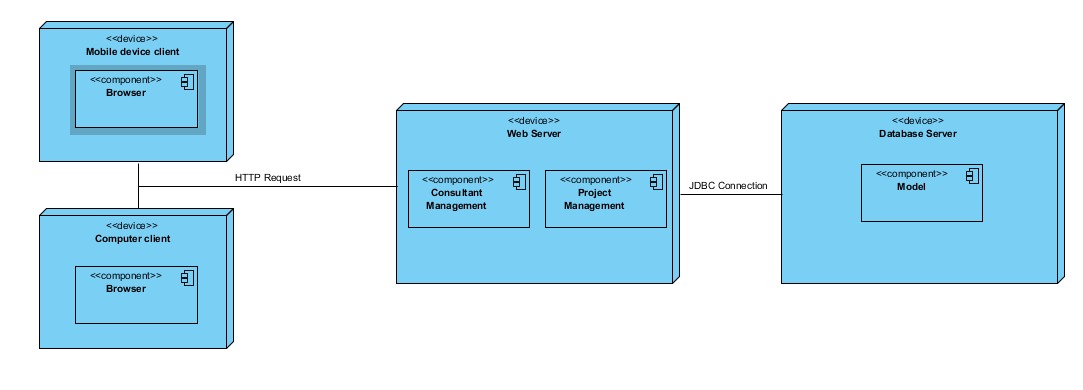 <<device>>
Mobile device client
<<component>>
Browser
HTTP Request
<<device>>
Computer client
<<component>>
Browser
<<device>>
Web Server
<<component>>
Consultant
Management
<<component>>
Project
Management
JDBC Connection
<<device>>
Database Server
<<component>>
Model